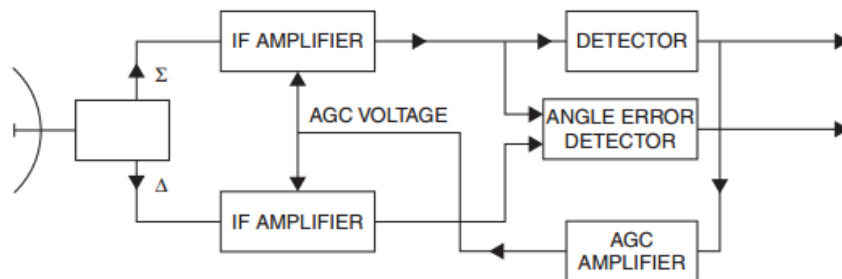 IF AMPLIFIER
DETECTOR
Σ
AGC VOLTAGE
ANGLE ERROR
DETECTOR
Δ
IF AMPLIFIER
AGC
AMPLIFIER